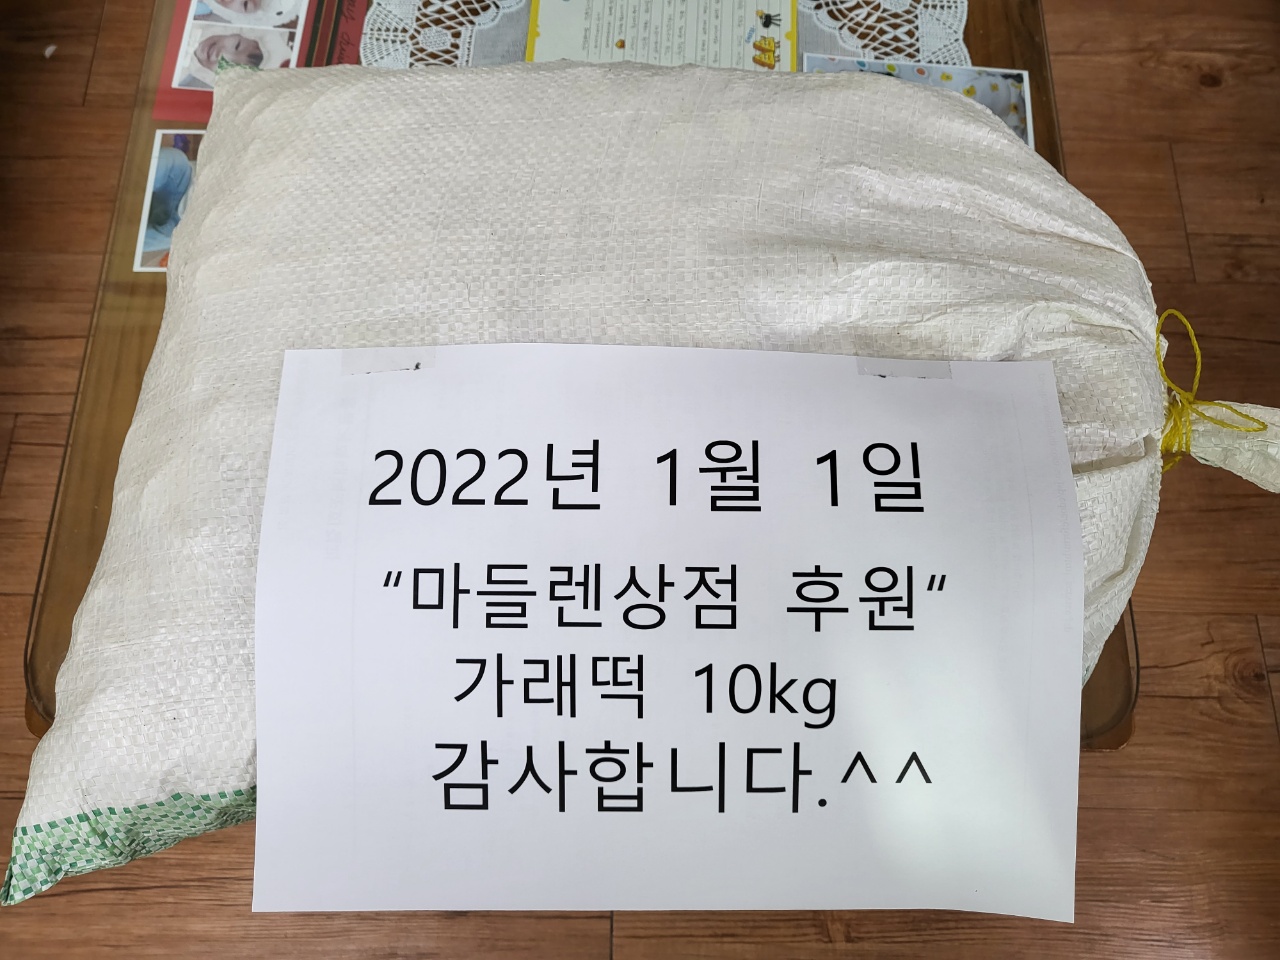 2022년 1월 1일
“마들렌상점 후원”
가래떡 10kg
감사합니다.^^